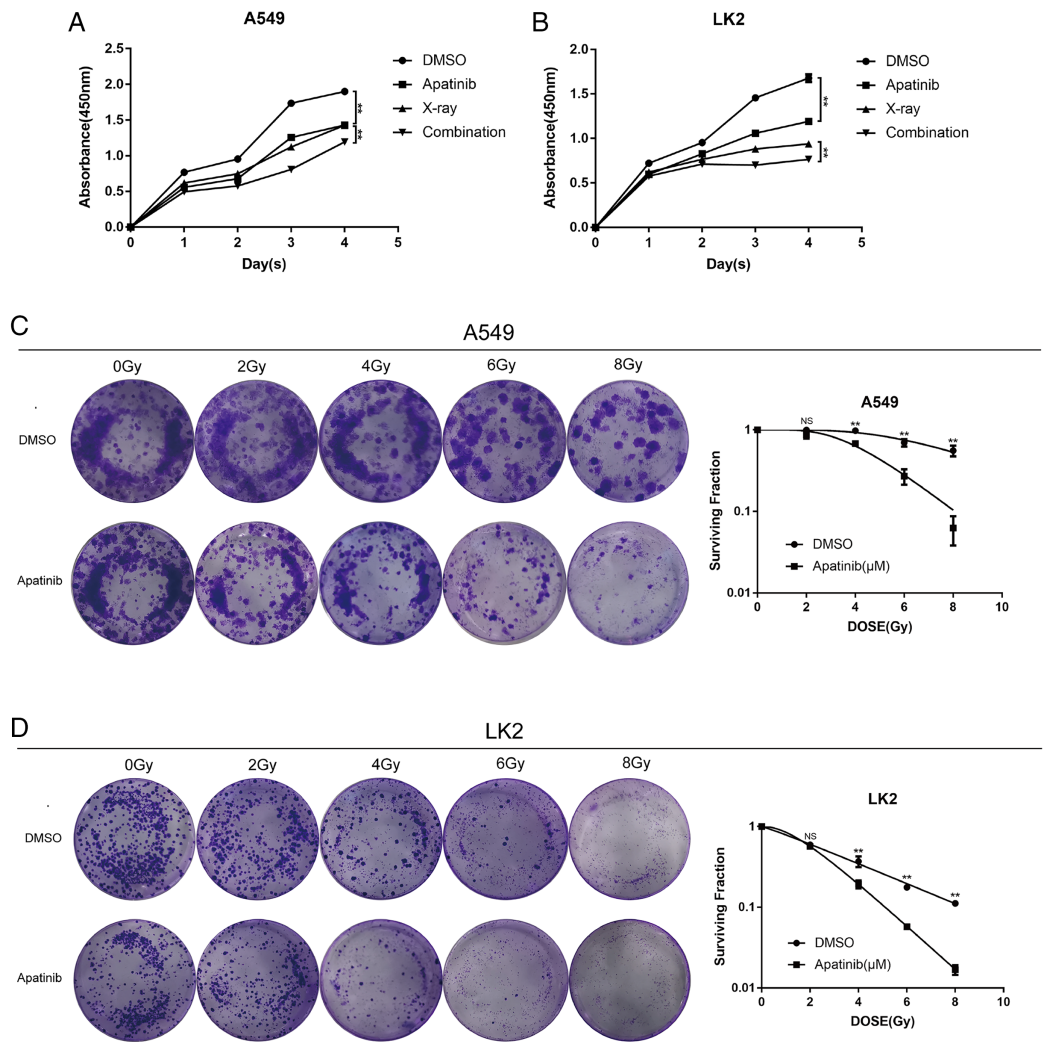 A
A549
Absorbance(450nm)
2.5
2.0
1.5
1.0
0.5
0.0
0 1 2 3 4 5
Day(s)
DMSO
Apatinib
X-ray
Combination
**
**
B
LK2
Absorbance(450nm)
2.0
1.5
1.0
0.5
0.0
0 1 2 3 4 5
Day(s)
DMSO
Apatinib
X-ray
Combination
**
**
C
A549
0Gy 2Gy 4Gy 6Gy 8Gy
DMSO
Apatinib
A549
Surviving Fraction
1
0.1
0.01
NS ** ** **
DMSO
Apatinib(μM)
0 2 4 6 8 10
DOSE(Gy)
D
LK2
0Gy 2Gy 4Gy 6Gy 8Gy
DMSO
Apatinib
LK2
Surviving Fraction
1
0.1
0.01
NS ** ** **
DMSO
Apatinib(μM)
0 2 4 6 8 10
DOSE(Gy)